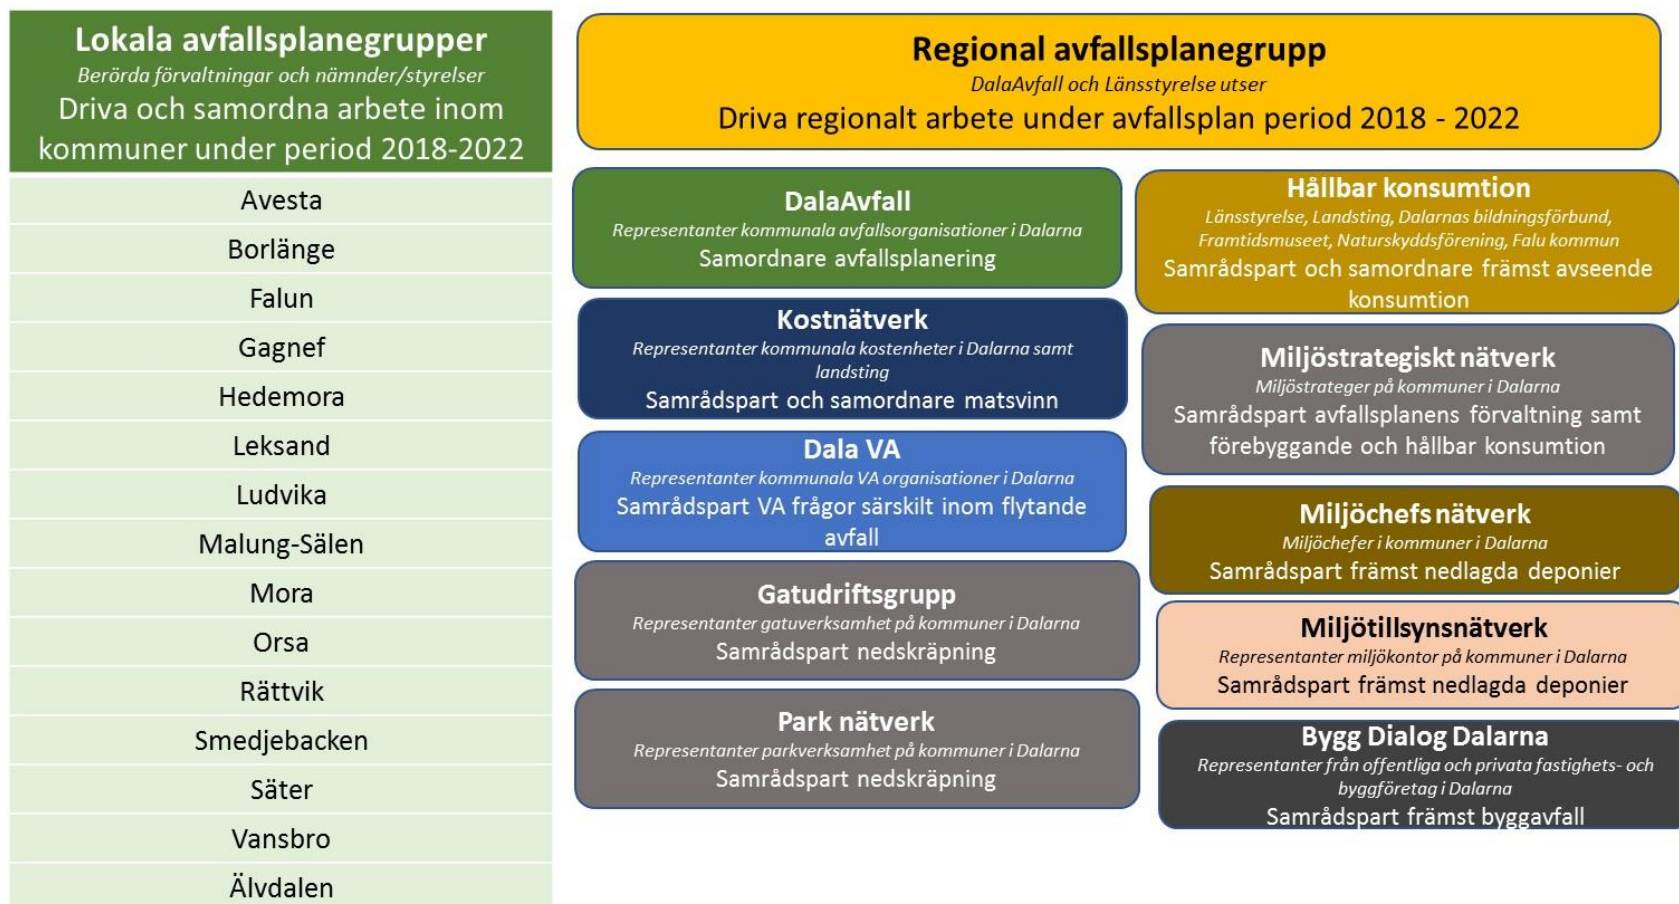 Lokala avfallsplanegrupper
Berörda förvaltningar och nämnder/styrelser
Driva och samordna arbete inom
kommuner under period 2018-2022
Avesta
Borlänge
Falun
Gagnef
Hedemora
Leksand
Ludvika
Malung-Sälen
Mora
Orsa
Rättvik
Smedjebacken
Säter
Vansbro
Älvdalen
Regional avfallsplanegrupp
DalaAvfall och Länsstyrelse utser
Driva regionalt arbete under avfallsplan period 2018 - 2022
DalaAvfall
Representanter kommunala avfallsorganisationer i Dalarna
Samordnare avfallsplanering
Kostnätverk
Representanter kommunala kostenheter i Dalarna samt
landsting
Samrådspart och samordnare matsvinn
Dala VA
Representanter kommunala VA organisationer i Dalarna
Samrådspart VA frågor särskilt inom flytande
avfall
Gatudriftsgrupp
Representanter gatuverksamhet på kommuner i Dalarna
Samrådspart nedskräpning
Park nätverk
Representanter parkverksamhet på kommuner i Dalarna
Samrådspart nedskräpning
Hållbar konsumtion
Länsstyrelse, Landsting, Dalarnas bildningsförbund,
Framtidsmuseet, Naturskyddsförening, Falu kommun
Samrådspart och samordnare främst avseende
konsumtion
Miljöstrategiskt nätverk
Miljöstrateger på kommuner i Dalarna
Samrådspart avfallsplanens förvaltning samt
förebyggande och hållbar konsumtion
Miljöchefs nätverk
Miljöchefer i kommuner i Dalarna
Samrådspart främst nedlagda deponier
Miljötillsynsnätverk
Representanter miljökontor på kommuner i Dalarna
Samrådspart främst nedlagda deponier
Bygg Dialog Dalarna
Representanter från offentliga och privata fastighets- och
byggföretag i Dalarna
Samrådspart främst byggavfall